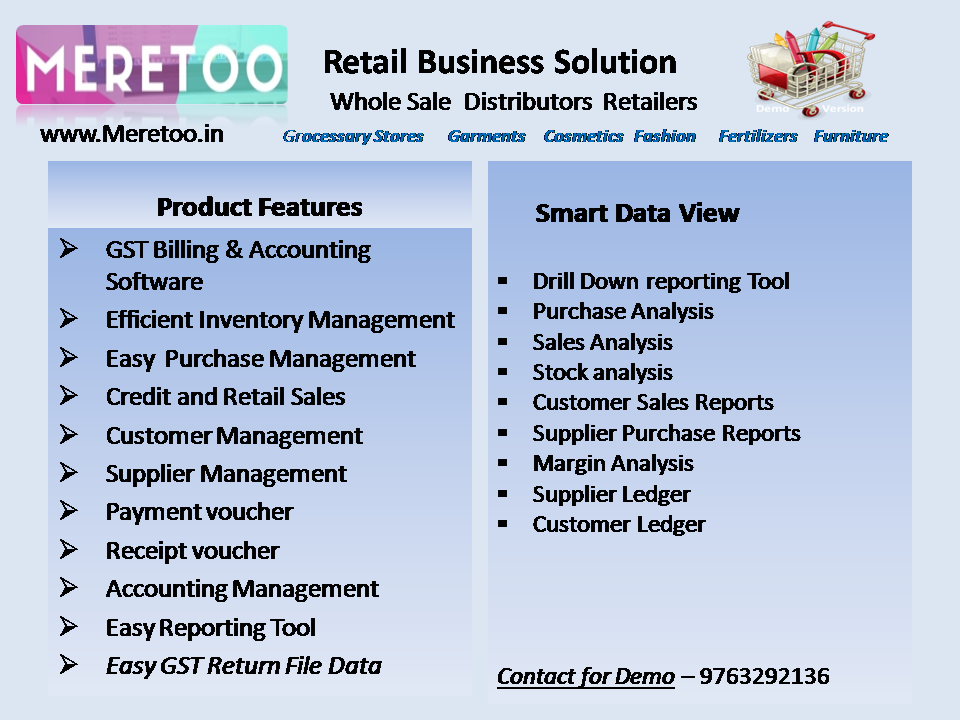 MERETOO
Retail Business Solution
Whole Sale Distributors Retailers
Demo Version
www.Meretoo.in
Grocessary Stores Garments Cosmetics Fashion Fertilizers Furniture
Product Features
GST Billing & Accounting
Software
Efficient Inventory Management
Easy Purchase Management
Credit and Retail Sales
Customer Management
Supplier Management
Payment voucher
Receipt voucher
Accounting Management
Easy Reporting Tool
Easy GST Return File Data
Smart Data View
Drill Down reporting Tool
Purchase Analysis
Sales Analysis
Stock analysis
Customer Sales Reports
Supplier Purchase Reports
Margin Analysis
Supplier Ledger
Customer Ledger
Contact for Demo – 9763292136